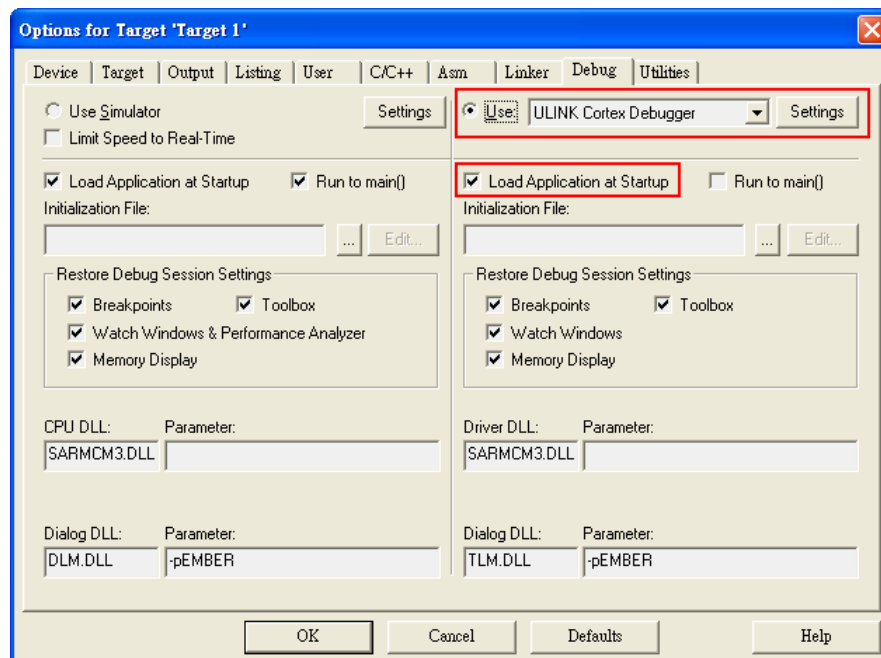 Options for Target 'Target 1'
Device Target Output Listing User C/C++ Asm Linker Debug Utilities
Use Simulator Settings
Limit Speed to Real-Time
Use: ULINK Cortex Debugger Settings
Load Application at Startup Run to main()
Initialization File:
... Edit...
Restore Debug Session Settings
Breakpoints Toolbox
Watch Windows & Performance Analyzer
Memory Display
Load Application at Startup Run to main()
Initialization File:
... Edit...
Restore Debug Session Settings
Breakpoints Toolbox
Watch Windows
Memory Display
CPU DLL: Parameter:
SARMCM3.DLL
Driver DLL: Parameter:
SARMCM3.DLL
Dialog DLL: Parameter:
DLM.DLL -pEMBER
Dialog DLL: Parameter:
TLM.DLL -pEMBER
OK Cancel Defaults Help